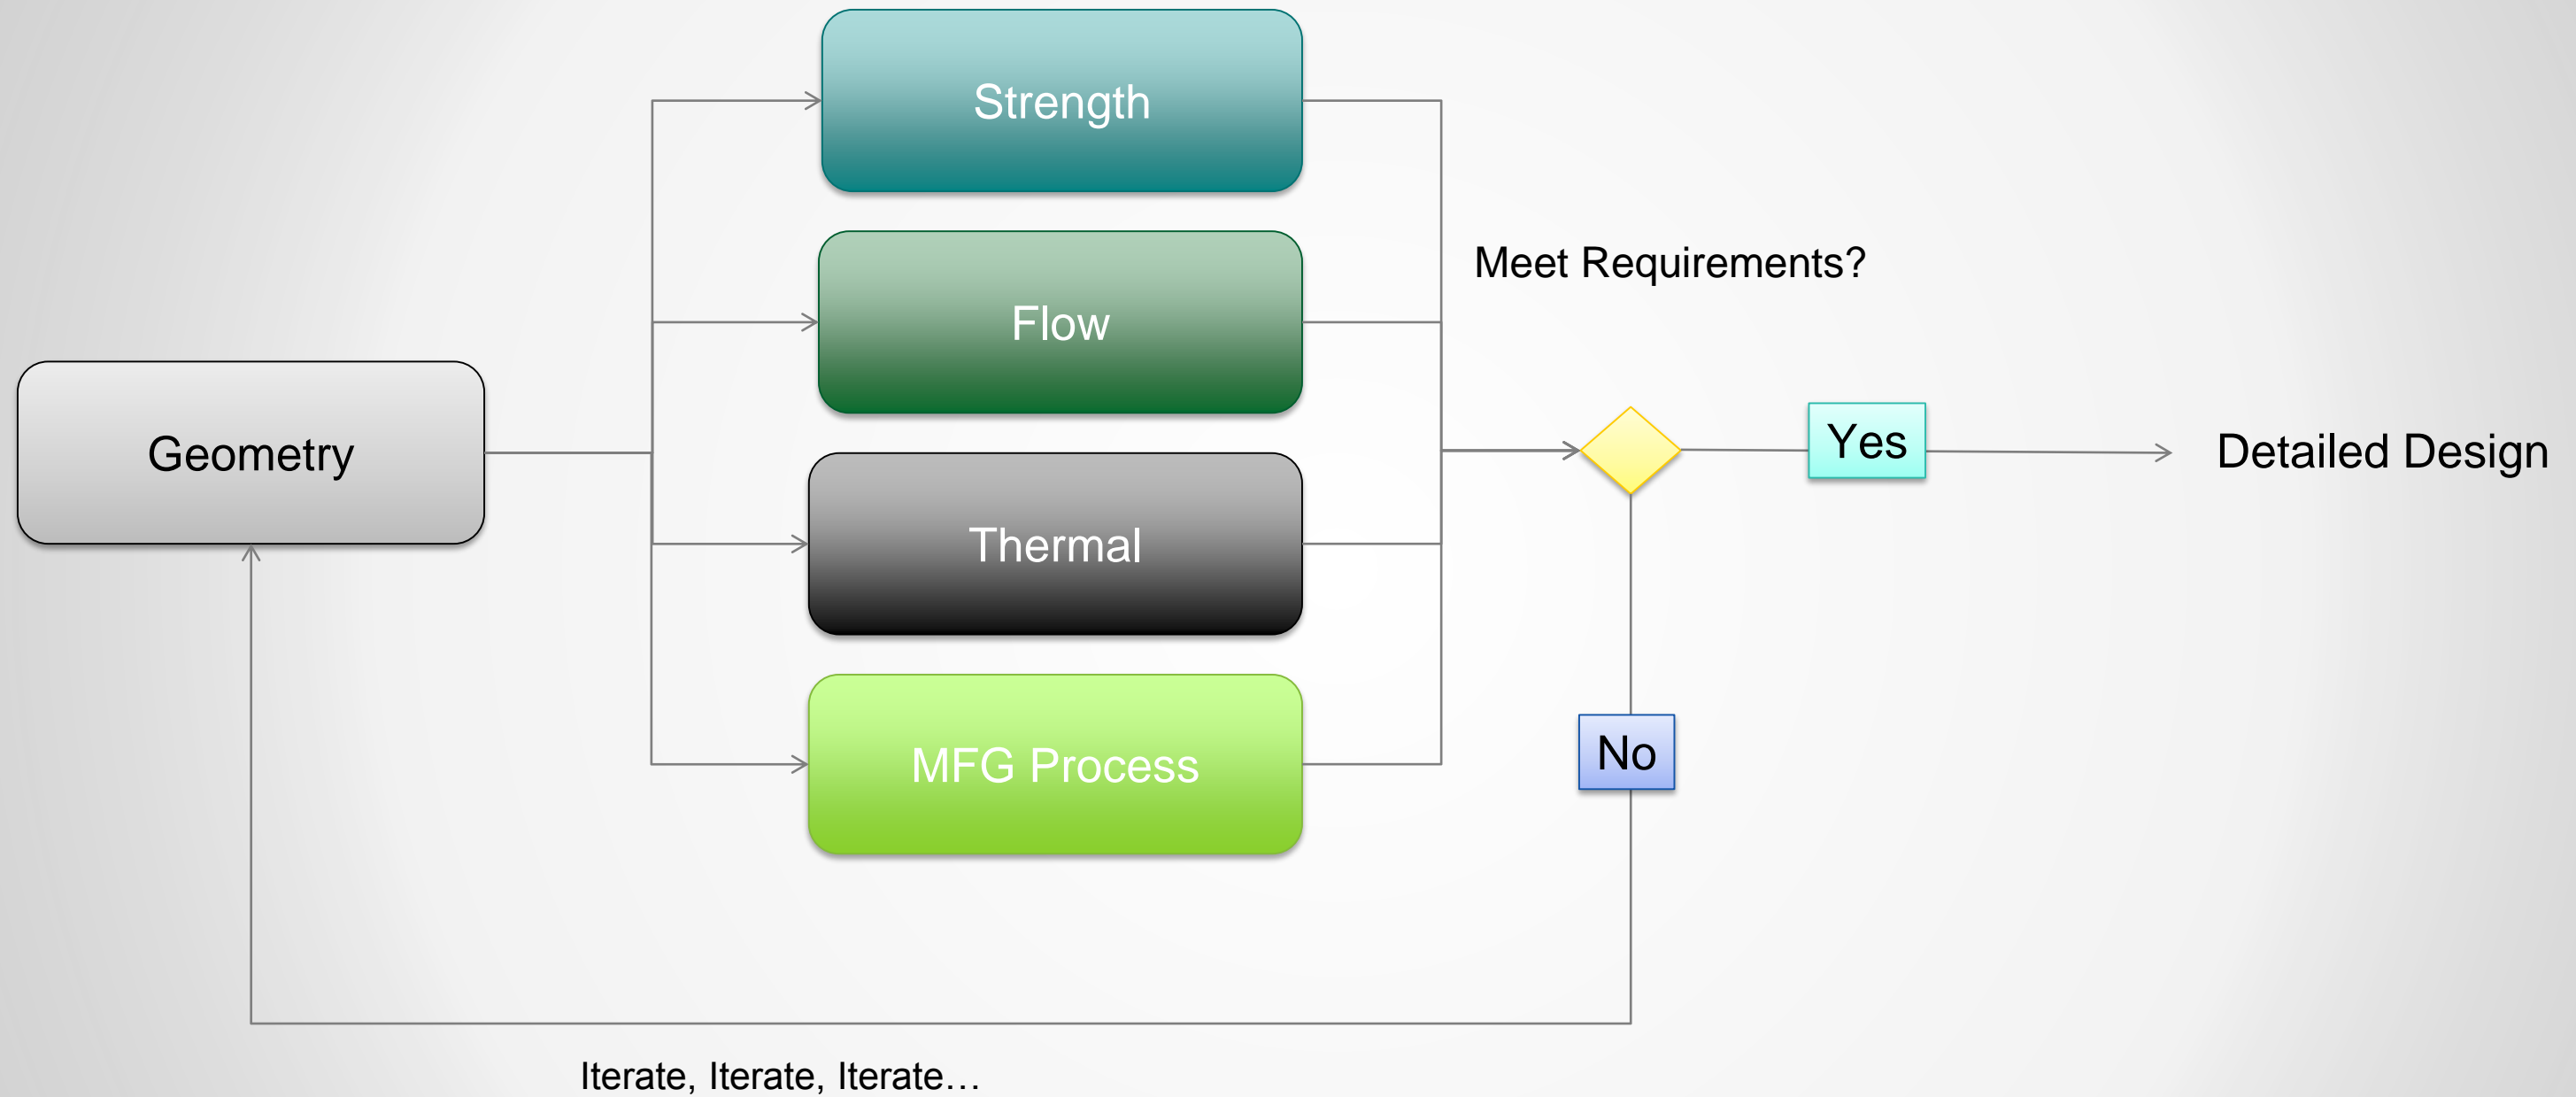 Strength
Meet Requirements?
Flow
Geometry
Yes
Detailed Design
Thermal
No
MFG Process
Iterate, Iterate, Iterate…